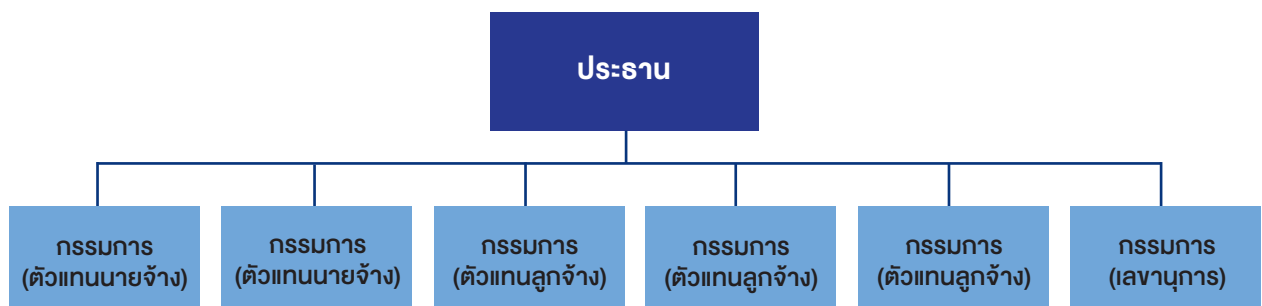 ประธาน
กรรมการ
(ตัวแทนนายจ้าง)
กรรมการ
(ตัวแทนนายจ้าง)
กรรมการ
(ตัวแทนลูกจ้าง)
กรรมการ
(ตัวแทนลูกจ้าง)
กรรมการ
(ตัวแทนลูกจ้าง)
กรรมการ
(เลขานุการ)